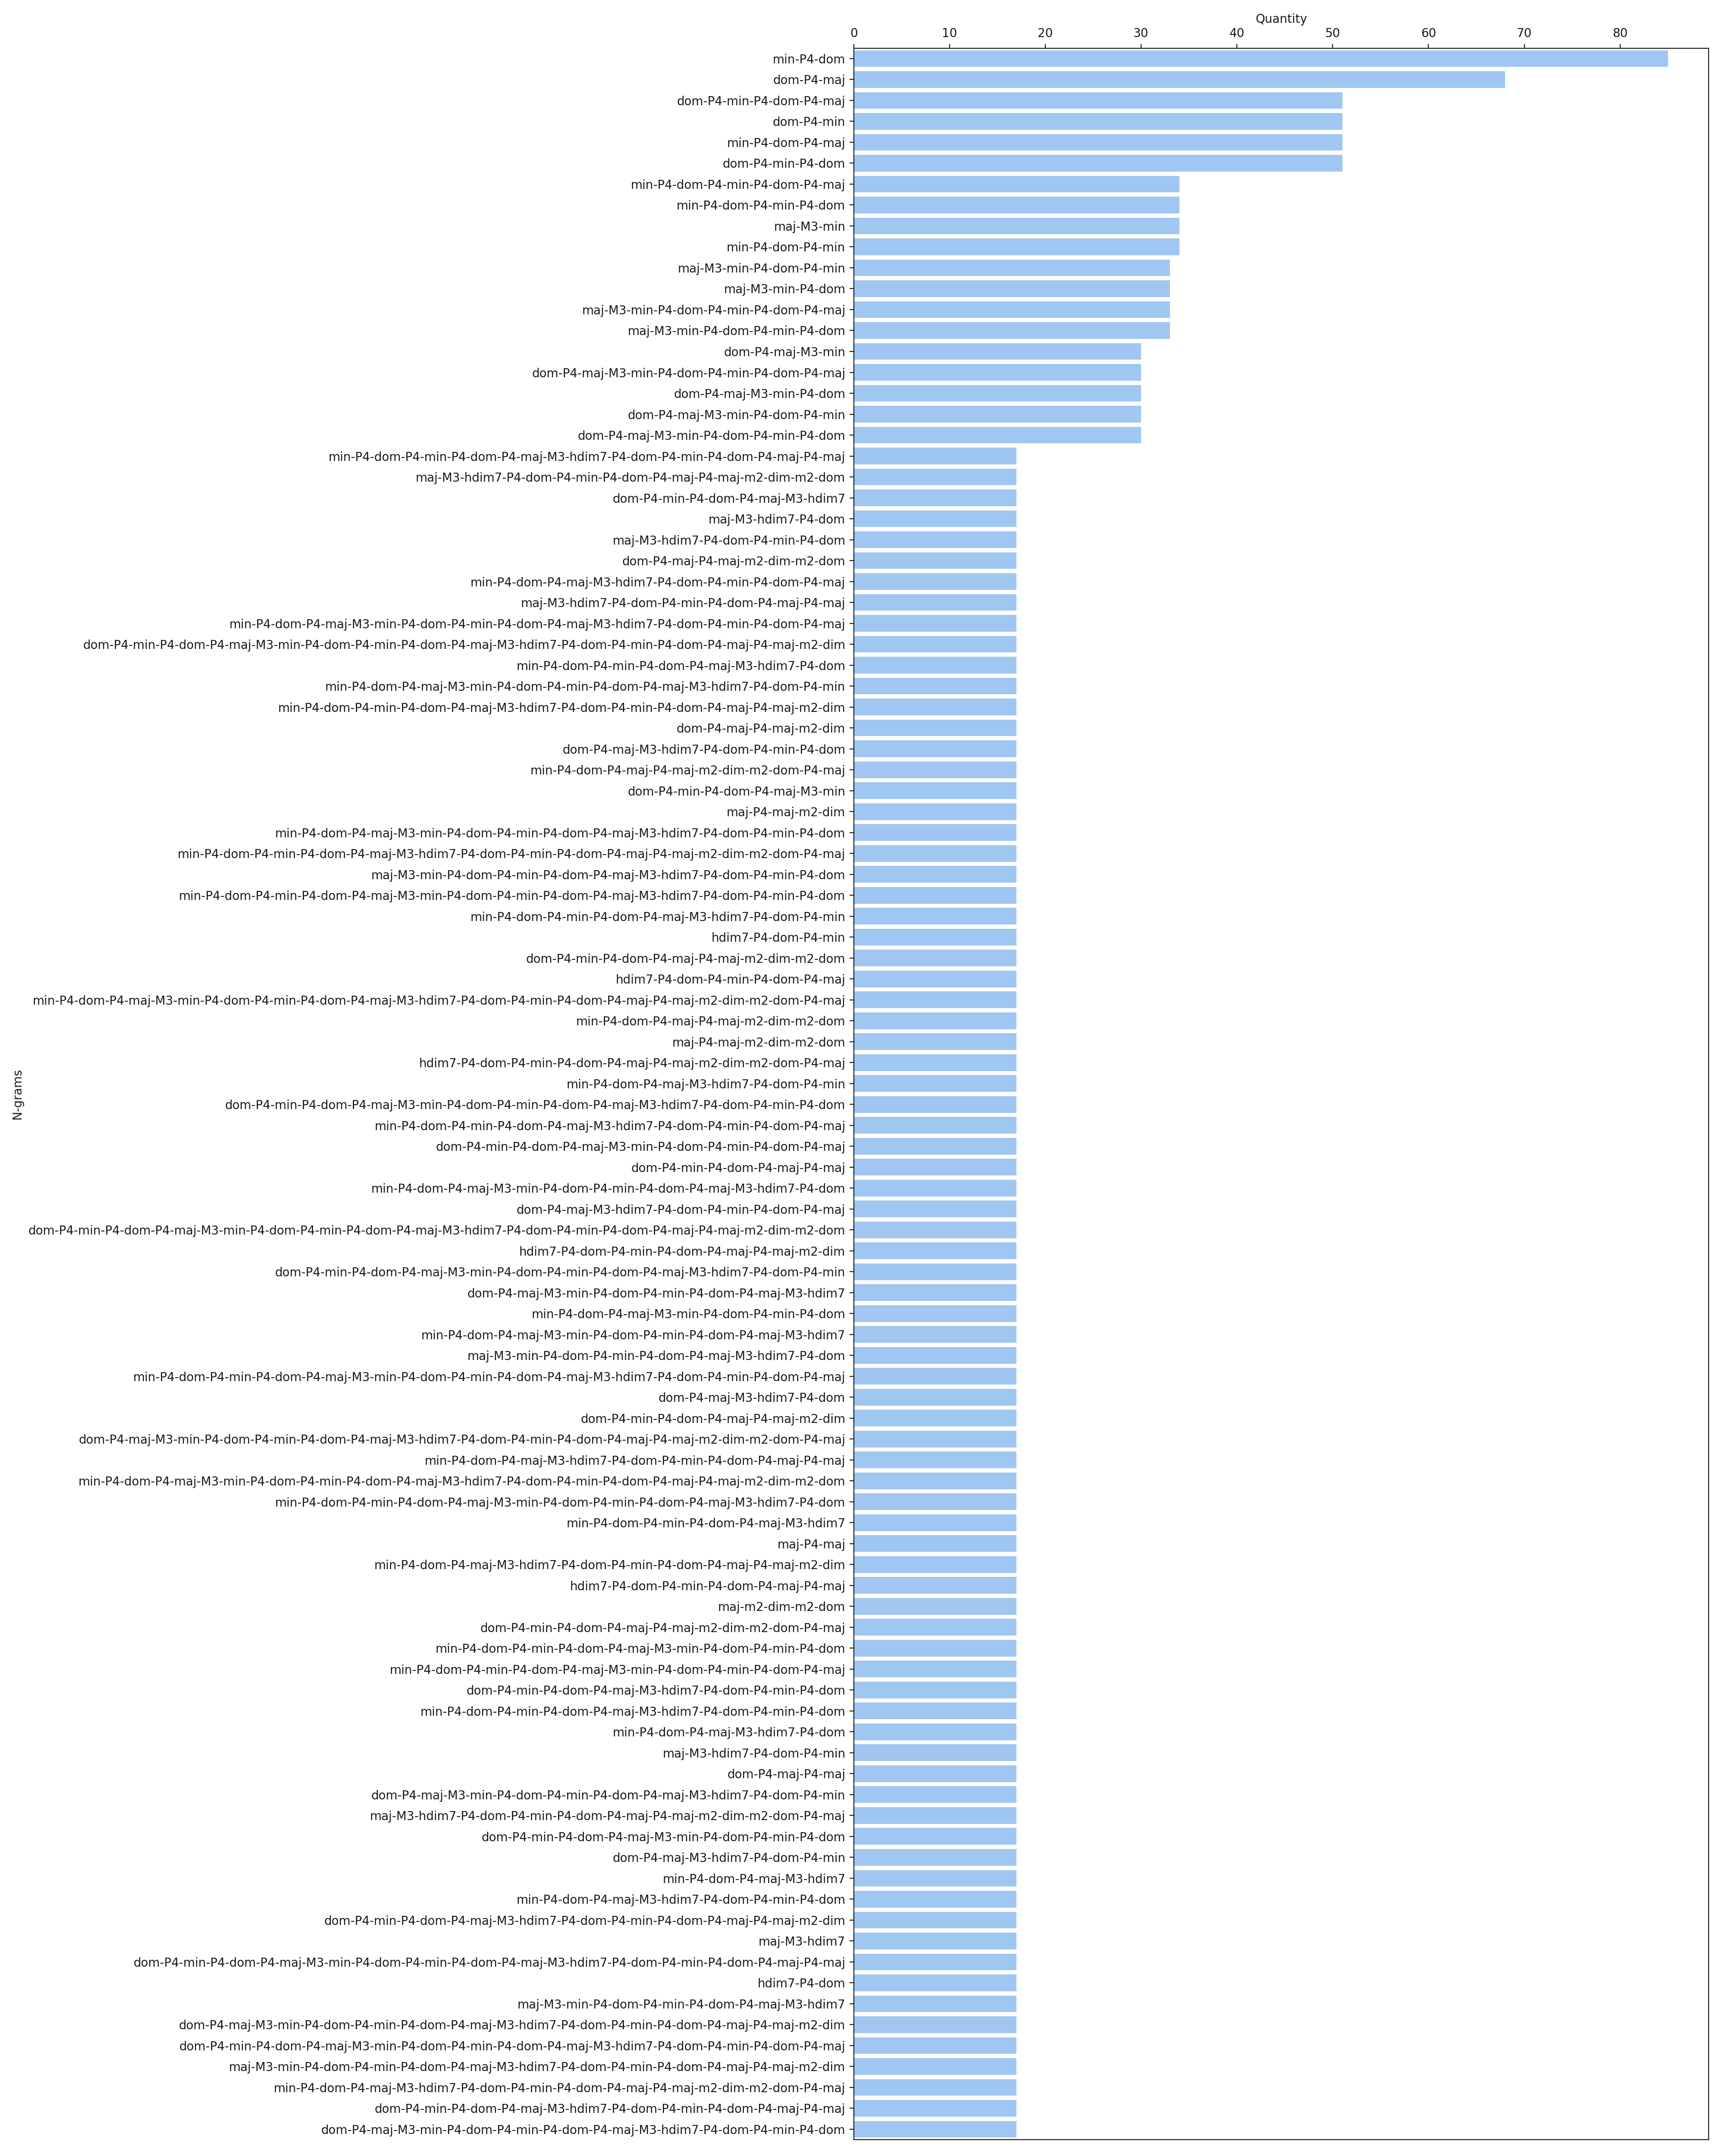 Quantity
0 10 20 30 40 50 60 70 80
min-P4-dom
dom-P4-maj
dom-P4-min-P4-dom-P4-maj
dom-P4-min
min-P4-dom-P4-maj
dom-P4-min-P4-dom
min-P4-dom-P4-min-P4-dom-P4-maj
min-P4-dom-P4-min-P4-dom
maj-M3-min
min-P4-dom-P4-min
maj-M3-min-P4-dom-P4-min
maj-M3-min-P4-dom
maj-M3-min-P4-dom-P4-min-P4-dom-P4-maj
maj-M3-min-P4-dom-P4-min-P4-dom
dom-P4-maj-M3-min
dom-P4-maj-M3-min-P4-dom-P4-min-P4-dom-P4-maj
dom-P4-maj-M3-min-P4-dom
dom-P4-maj-M3-min-P4-dom-P4-min
dom-P4-maj-M3-min-P4-dom-P4-min-P4-dom
min-P4-dom-P4-min-P4-dom-P4-maj-M3-hdim7-P4-dom-P4-min-P4-dom-P4-maj-P4-maj
maj-M3-hdim7-P4-dom-P4-min-P4-dom-P4-maj-P4-maj-m2-dim-m2-dom
dom-P4-min-P4-dom-P4-maj-M3-hdim7
maj-M3-hdim7-P4-dom
maj-M3-hdim7-P4-dom-P4-min-P4-dom
dom-P4-maj-P4-maj-m2-dim-m2-dom
min-P4-dom-P4-maj-M3-hdim7-P4-dom-P4-min-P4-dom-P4-maj
maj-M3-hdim7-P4-dom-P4-min-P4-dom-P4-maj-P4-maj
min-P4-dom-P4-maj-M3-min-P4-dom-P4-min-P4-dom-P4-maj-M3-hdim7-P4-dom-P4-min-P4-dom-P4-maj
dom-P4-min-P4-dom-P4-maj-M3-min-P4-dom-P4-min-P4-dom-P4-maj-M3-hdim7-P4-dom-P4-min-P4-dom-P4-maj-P4-maj-m2-dim
min-P4-dom-P4-min-P4-dom-P4-maj-M3-hdim7-P4-dom
min-P4-dom-P4-maj-M3-min-P4-dom-P4-min-P4-dom-P4-maj-M3-hdim7-P4-dom-P4-min
min-P4-dom-P4-min-P4-dom-P4-maj-M3-hdim7-P4-dom-P4-min-P4-dom-P4-maj-P4-maj-m2-dim
dom-P4-maj-P4-maj-m2-dim
dom-P4-maj-M3-hdim7-P4-dom-P4-min-P4-dom
min-P4-dom-P4-maj-P4-maj-m2-dim-m2-dom-P4-maj
dom-P4-min-P4-dom-P4-maj-M3-min
maj-P4-maj-m2-dim
min-P4-dom-P4-maj-M3-min-P4-dom-P4-min-P4-dom-P4-maj-M3-hdim7-P4-dom-P4-min-P4-dom
min-P4-dom-P4-min-P4-dom-P4-maj-M3-hdim7-P4-dom-P4-min-P4-dom-P4-maj-P4-maj-m2-dim-m2-dom-P4-maj
maj-M3-min-P4-dom-P4-min-P4-dom-P4-maj-M3-hdim7-P4-dom-P4-min-P4-dom
min-P4-dom-P4-min-P4-dom-P4-maj-M3-min-P4-dom-P4-min-P4-dom-P4-maj-M3-hdim7-P4-dom-P4-min-P4-dom
min-P4-dom-P4-min-P4-dom-P4-maj-M3-hdim7-P4-dom-P4-min
hdim7-P4-dom-P4-min
dom-P4-min-P4-dom-P4-maj-P4-maj-m2-dim-m2-dom
hdim7-P4-dom-P4-min-P4-dom-P4-maj
min-P4-dom-P4-maj-M3-min-P4-dom-P4-min-P4-dom-P4-maj-M3-hdim7-P4-dom-P4-min-P4-dom-P4-maj-P4-maj-m2-dim-m2-dom-P4-maj
min-P4-dom-P4-maj-P4-maj-m2-dim-m2-dom
maj-P4-maj-m2-dim-m2-dom
hdim7-P4-dom-P4-min-P4-dom-P4-maj-P4-maj-m2-dim-m2-dom-P4-maj
min-P4-dom-P4-maj-M3-hdim7-P4-dom-P4-min
N-grams
dom-P4-min-P4-dom-P4-maj-M3-min-P4-dom-P4-min-P4-dom-P4-maj-M3-hdim7-P4-dom-P4-min-P4-dom
min-P4-dom-P4-min-P4-dom-P4-maj-M3-hdim7-P4-dom-P4-min-P4-dom-P4-maj
dom-P4-min-P4-dom-P4-maj-M3-min-P4-dom-P4-min-P4-dom-P4-maj
dom-P4-min-P4-dom-P4-maj-P4-maj
min-P4-dom-P4-maj-M3-min-P4-dom-P4-min-P4-dom-P4-maj-M3-hdim7-P4-dom
dom-P4-maj-M3-hdim7-P4-dom-P4-min-P4-dom-P4-maj
dom-P4-min-P4-dom-P4-maj-M3-min-P4-dom-P4-min-P4-dom-P4-maj-M3-hdim7-P4-dom-P4-min-P4-dom-P4-maj-P4-maj-m2-dim-m2-dom
hdim7-P4-dom-P4-min-P4-dom-P4-maj-P4-maj-m2-dim
dom-P4-min-P4-dom-P4-maj-M3-min-P4-dom-P4-min-P4-dom-P4-maj-M3-hdim7-P4-dom-P4-min
dom-P4-maj-M3-min-P4-dom-P4-min-P4-dom-P4-maj-M3-hdim7
min-P4-dom-P4-maj-M3-min-P4-dom-P4-min-P4-dom
min-P4-dom-P4-maj-M3-min-P4-dom-P4-min-P4-dom-P4-maj-M3-hdim7
maj-M3-min-P4-dom-P4-min-P4-dom-P4-maj-M3-hdim7-P4-dom
min-P4-dom-P4-min-P4-dom-P4-maj-M3-min-P4-dom-P4-min-P4-dom-P4-maj-M3-hdim7-P4-dom-P4-min-P4-dom-P4-maj
dom-P4-maj-M3-hdim7-P4-dom
dom-P4-min-P4-dom-P4-maj-P4-maj-m2-dim
dom-P4-maj-M3-min-P4-dom-P4-min-P4-dom-P4-maj-M3-hdim7-P4-dom-P4-min-P4-dom-P4-maj-P4-maj-m2-dim-m2-dom-P4-maj
min-P4-dom-P4-maj-M3-hdim7-P4-dom-P4-min-P4-dom-P4-maj-P4-maj
min-P4-dom-P4-maj-M3-min-P4-dom-P4-min-P4-dom-P4-maj-M3-hdim7-P4-dom-P4-min-P4-dom-P4-maj-P4-maj-m2-dim-m2-dom
min-P4-dom-P4-min-P4-dom-P4-maj-M3-min-P4-dom-P4-min-P4-dom-P4-maj-M3-hdim7-P4-dom
min-P4-dom-P4-min-P4-dom-P4-maj-M3-hdim7
maj-P4-maj
min-P4-dom-P4-maj-M3-hdim7-P4-dom-P4-min-P4-dom-P4-maj-P4-maj-m2-dim
hdim7-P4-dom-P4-min-P4-dom-P4-maj-P4-maj
maj-m2-dim-m2-dom
dom-P4-min-P4-dom-P4-maj-P4-maj-m2-dim-m2-dom-P4-maj
min-P4-dom-P4-min-P4-dom-P4-maj-M3-min-P4-dom-P4-min-P4-dom
min-P4-dom-P4-min-P4-dom-P4-maj-M3-min-P4-dom-P4-min-P4-dom-P4-maj
dom-P4-min-P4-dom-P4-maj-M3-hdim7-P4-dom-P4-min-P4-dom
min-P4-dom-P4-min-P4-dom-P4-maj-M3-hdim7-P4-dom-P4-min-P4-dom
min-P4-dom-P4-maj-M3-hdim7-P4-dom
maj-M3-hdim7-P4-dom-P4-min
dom-P4-maj-P4-maj
dom-P4-maj-M3-min-P4-dom-P4-min-P4-dom-P4-maj-M3-hdim7-P4-dom-P4-min
maj-M3-hdim7-P4-dom-P4-min-P4-dom-P4-maj-P4-maj-m2-dim-m2-dom-P4-maj
dom-P4-min-P4-dom-P4-maj-M3-min-P4-dom-P4-min-P4-dom
dom-P4-maj-M3-hdim7-P4-dom-P4-min
min-P4-dom-P4-maj-M3-hdim7
min-P4-dom-P4-maj-M3-hdim7-P4-dom-P4-min-P4-dom
dom-P4-min-P4-dom-P4-maj-M3-hdim7-P4-dom-P4-min-P4-dom-P4-maj-P4-maj-m2-dim
maj-M3-hdim7
dom-P4-min-P4-dom-P4-maj-M3-min-P4-dom-P4-min-P4-dom-P4-maj-M3-hdim7-P4-dom-P4-min-P4-dom-P4-maj-P4-maj
hdim7-P4-dom
maj-M3-min-P4-dom-P4-min-P4-dom-P4-maj-M3-hdim7
dom-P4-maj-M3-min-P4-dom-P4-min-P4-dom-P4-maj-M3-hdim7-P4-dom-P4-min-P4-dom-P4-maj-P4-maj-m2-dim
dom-P4-min-P4-dom-P4-maj-M3-min-P4-dom-P4-min-P4-dom-P4-maj-M3-hdim7-P4-dom-P4-min-P4-dom-P4-maj
maj-M3-min-P4-dom-P4-min-P4-dom-P4-maj-M3-hdim7-P4-dom-P4-min-P4-dom-P4-maj-P4-maj-m2-dim
min-P4-dom-P4-maj-M3-hdim7-P4-dom-P4-min-P4-dom-P4-maj-P4-maj-m2-dim-m2-dom-P4-maj
dom-P4-min-P4-dom-P4-maj-M3-hdim7-P4-dom-P4-min-P4-dom-P4-maj-P4-maj
dom-P4-maj-M3-min-P4-dom-P4-min-P4-dom-P4-maj-M3-hdim7-P4-dom-P4-min-P4-dom